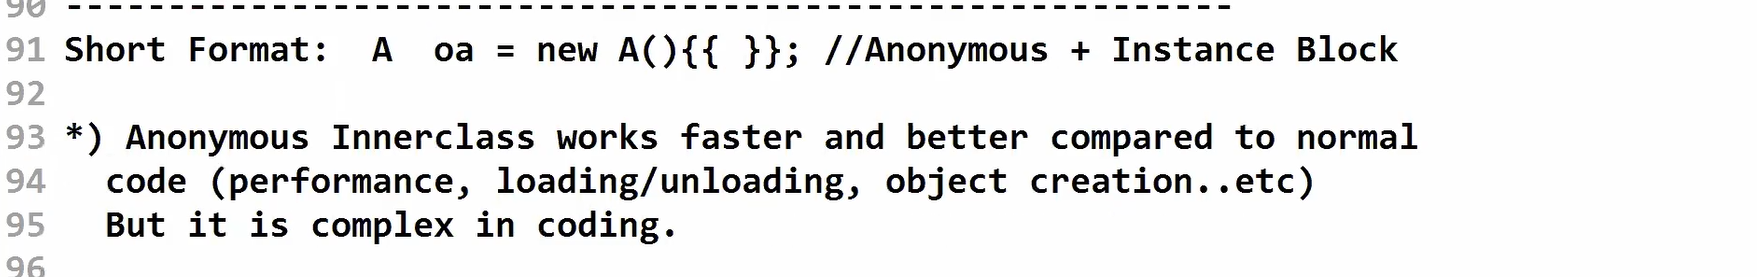 90 ---------------------------------------------------------
91 Short Format:  A  oa = new A(){{ }}; //Anonymous + Instance Block
92
93 *) Anonymous Innerclass works faster and better compared to normal
94   code (performance, loading/unloading, object creation..etc)
95   But it is complex in coding.
96